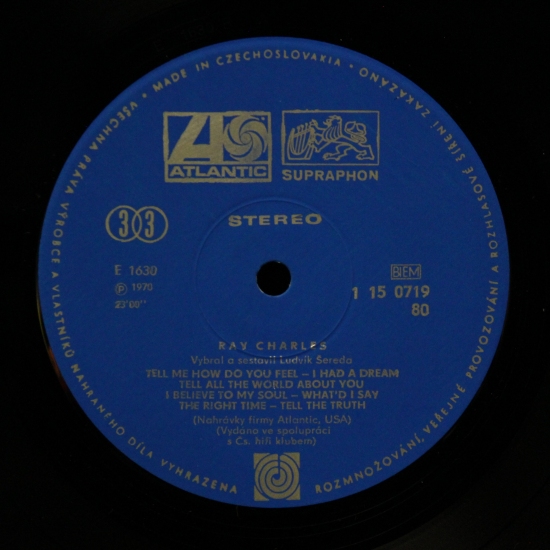 VŠECHNA PRÁVA VÝROBCE A VLASTNÍKŮ NAHRANÉHO DÍLA VYHRAZENA
ROZMNOŽOVÁNÍ, VEŘEJNÉ PROVOZOVÁNÍ A JINÉ ROZHLASOVÉ ŠÍŘENÍ ZAKÁZÁNO
MADE IN CZECHOSLOVAKIA
ATLANTIC
SUPRAPHON
33
STEREO
E 1630
BIEM
Ⓟ 1970
1 15 0719
23'00"
80
RAY CHARLES
Vybral a sestavil Ludvík Šereda
TELL ME HOW DO YOU FEEL – I HAD A DREAM
TELL ALL THE WORLD ABOUT YOU
I BELIEVE TO MY SOUL – WHAT'D I SAY
THE RIGHT TIME – TELL THE TRUTH
(Nahrávky firmy Atlantic, USA)
(Vydáno ve spolupráci
s Čs. hifi klubem)